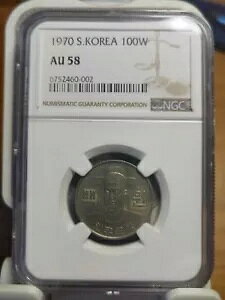 1970 S.KOREA 100W
AU 58
0752460-002
NUMISMATIC GUARANTY CORPORATION
NGC